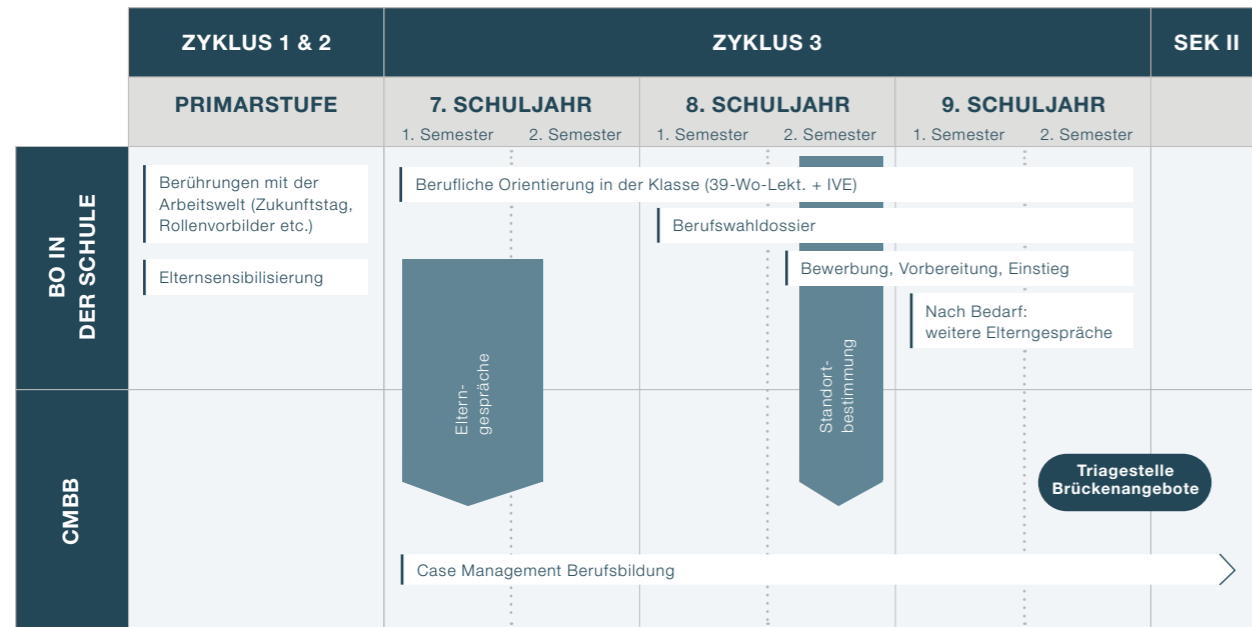 ZYKLUS 1 & 2
ZYKLUS 3
SEK II
PRIMARSTUFE
7. SCHULJAHR
8. SCHULJAHR
9. SCHULJAHR
1. Semester
2. Semester
1. Semester
2. Semester
1. Semester
2. Semester
BO IN
DER SCHULE
Berührungen mit der
Arbeitswelt (Zukunftstag,
Rollenvorbilder etc.)
Elternsensibilisierung
Berufliche Orientierung in der Klasse (39-Wo-Lekt. + IVE)
Berufswahldossier
Bewerbung, Vorbereitung, Einstieg
Nach Bedarf:
weitere Elterngespräche
Eltern-
gespräche
Standort-
bestimmung
CMBB
Triagestelle
Brückenangebote
Case Management Berufsbildung